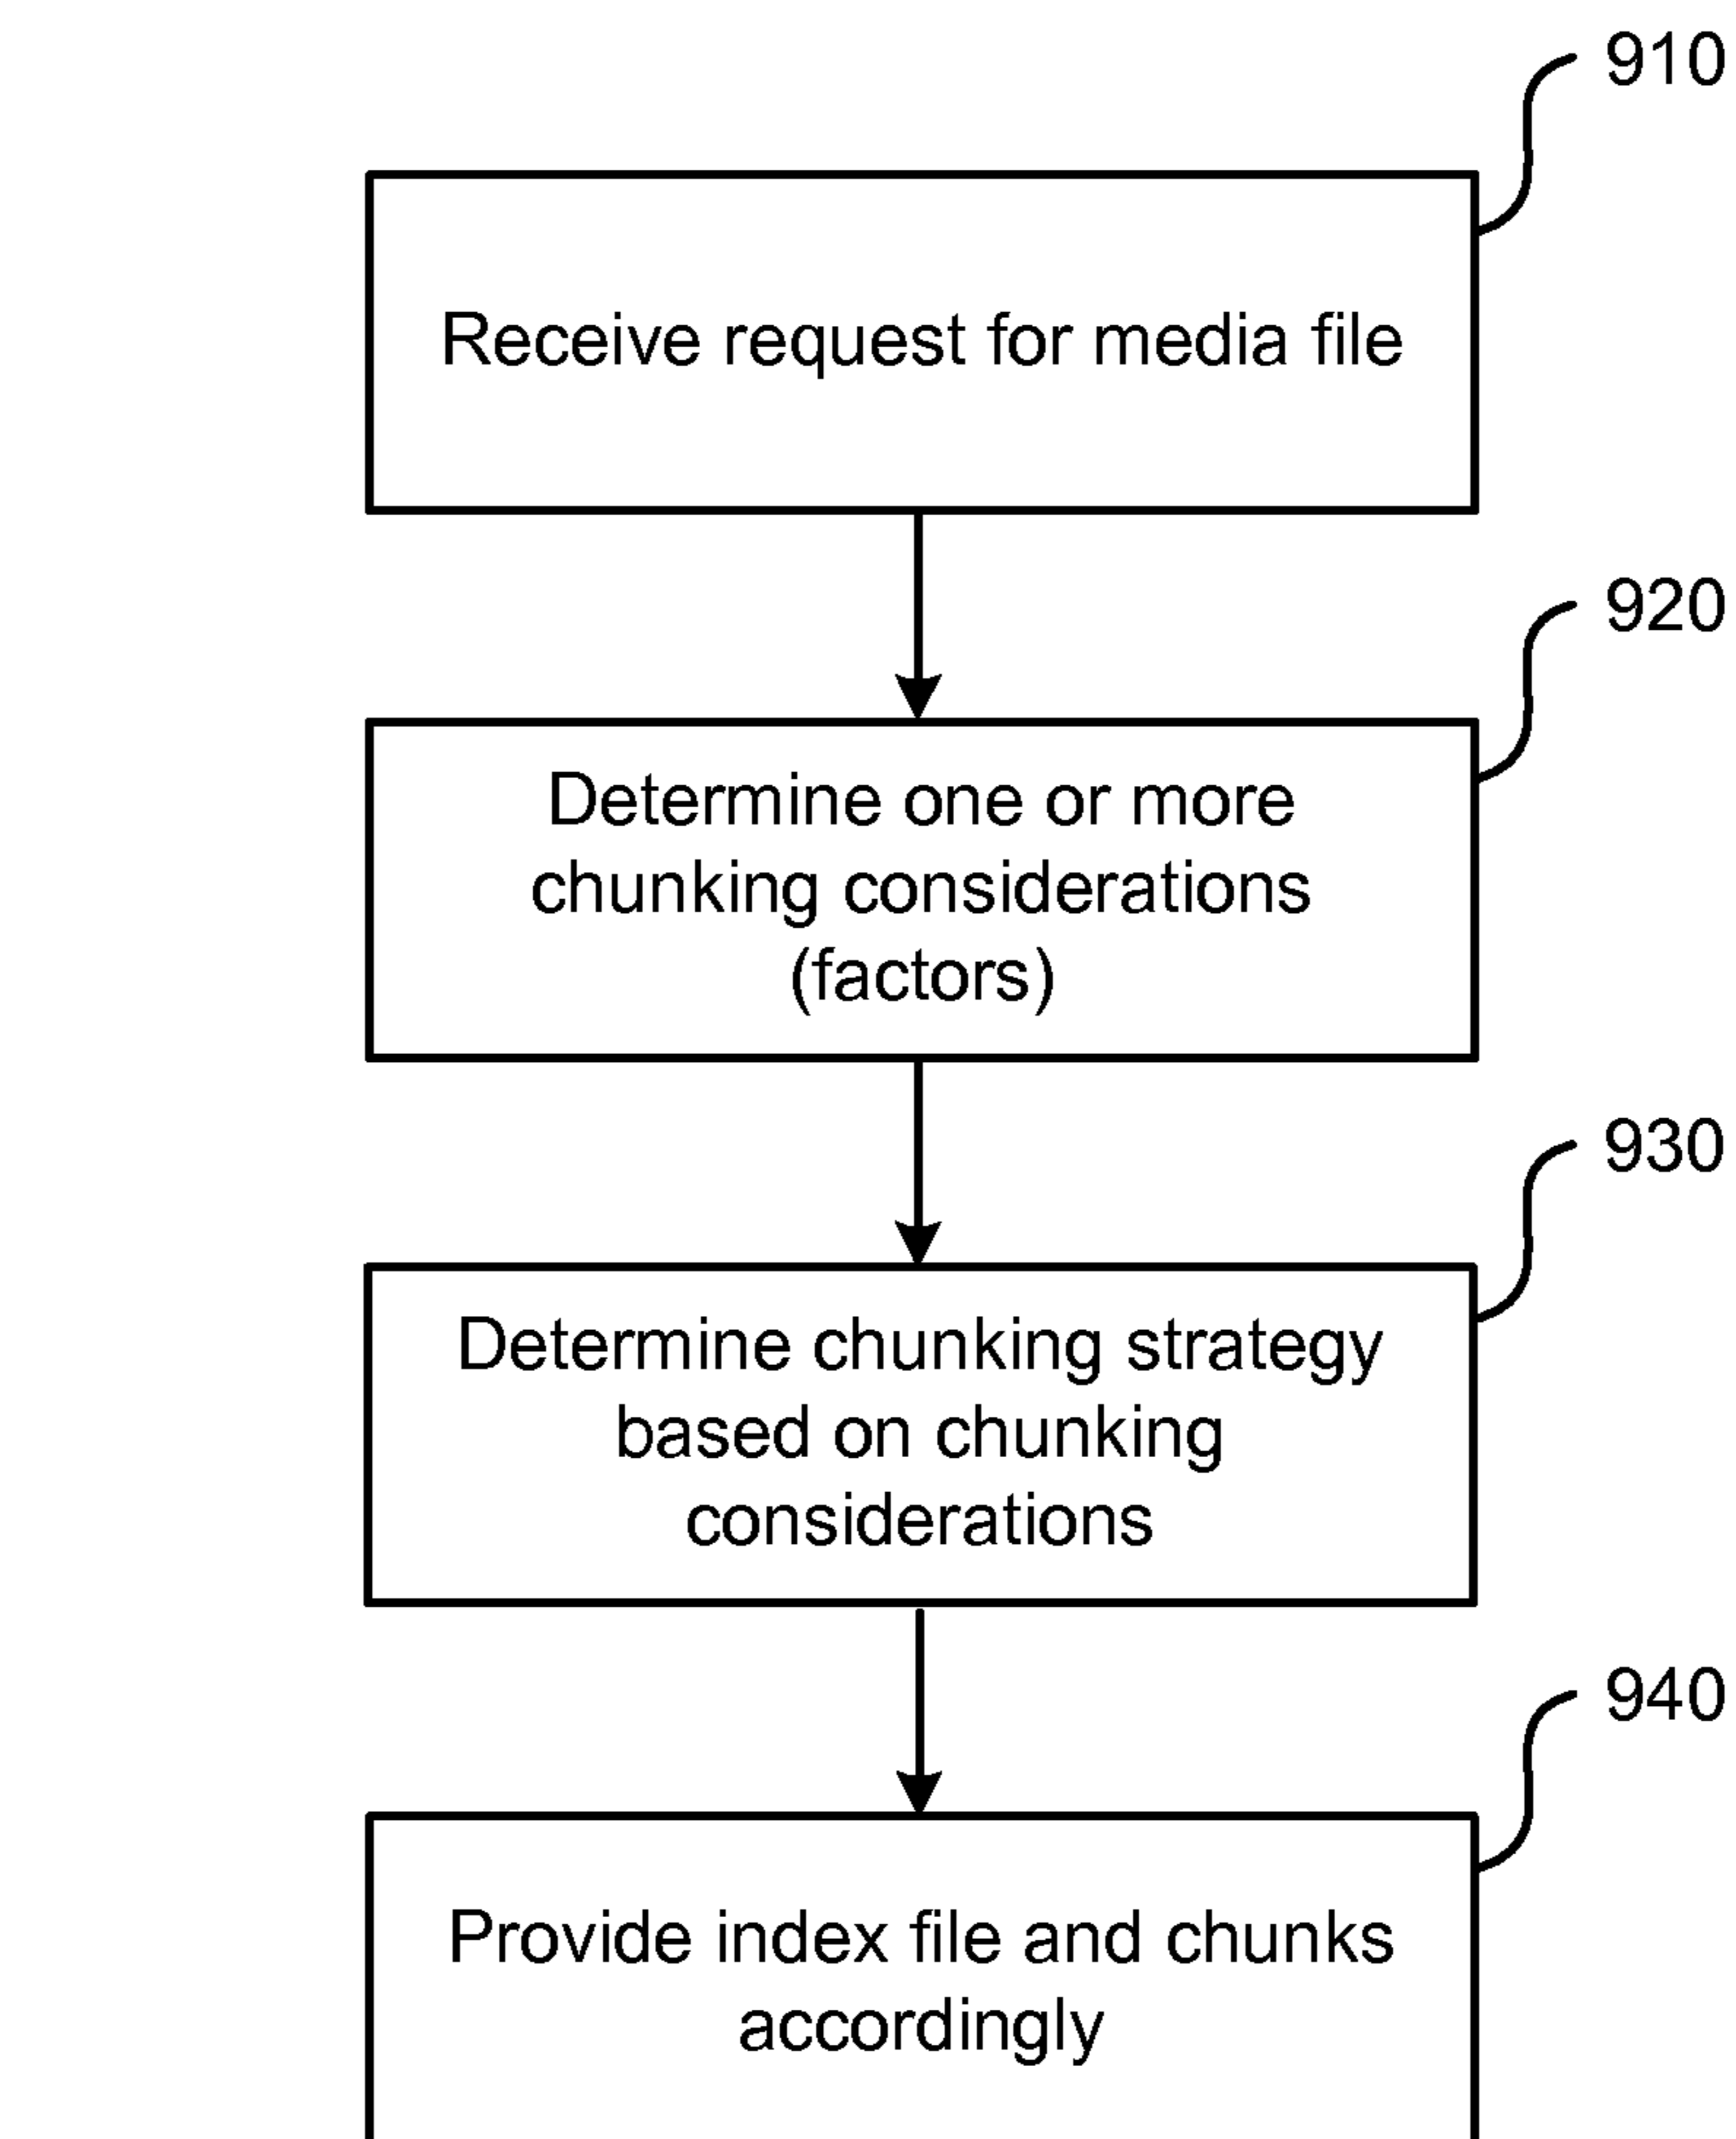 910
Receive request for media file
920
Determine one or more
chunking considerations
(factors)
930
Determine chunking strategy
based on chunking
considerations
940
Provide index file and chunks
accordingly